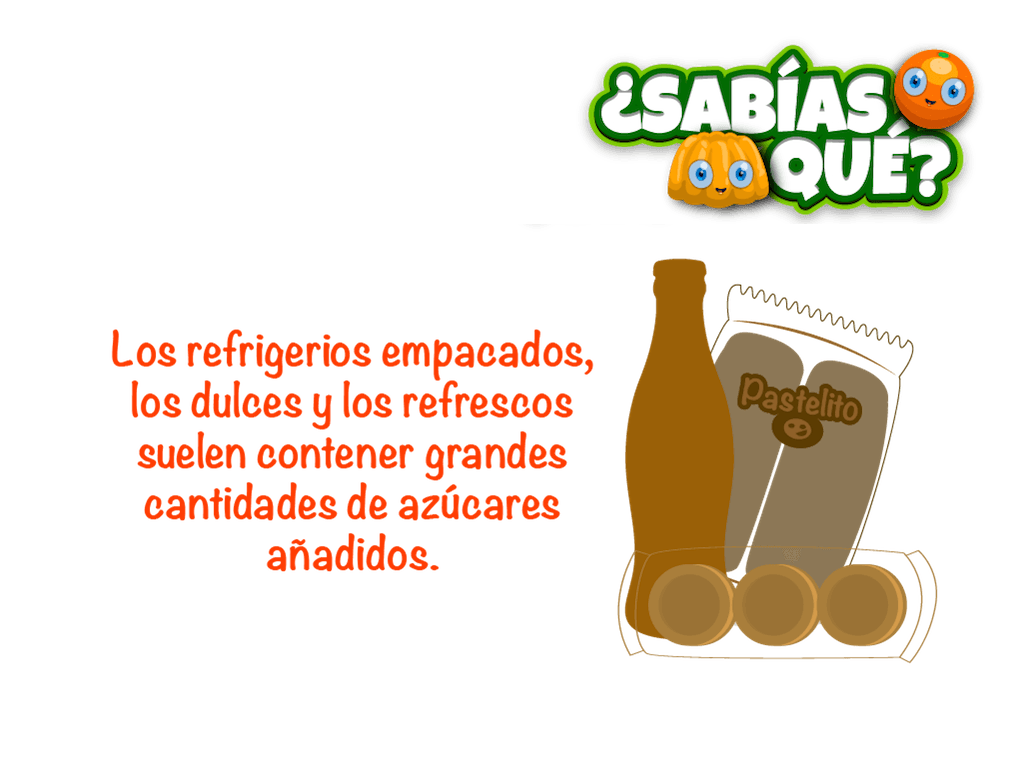 ¿SABÍAS
QUÉ?
Los refrigerios empacados,
los dulces y los refrescos
suelen contener grandes
cantidades de azúcares
añadidos.
Pastelito